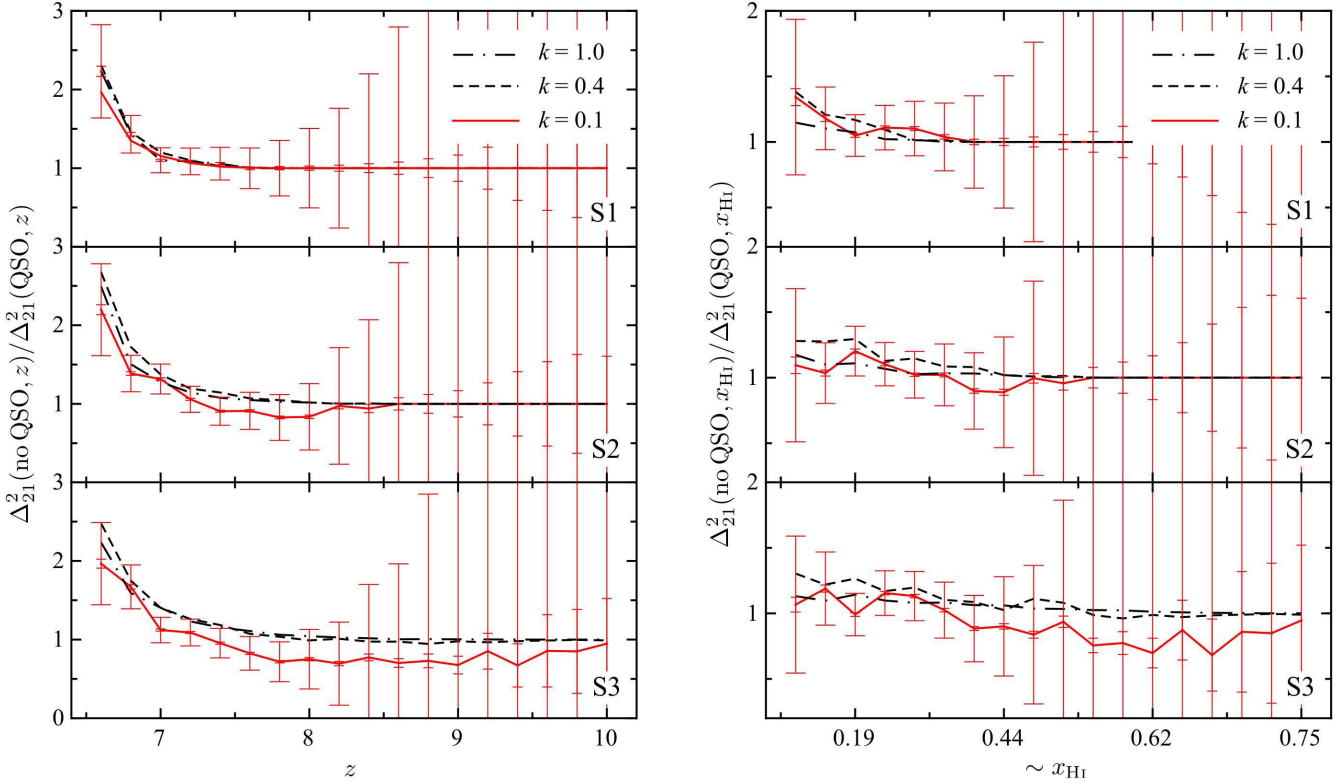 Δ²₂₁(no QSO, z)/Δ²₂₁(QSO, z)
3
2
1
k = 1.0
k = 0.4
k = 0.1
S1
3
2
1
S2
3
2
1
0
S3
7 8 9 10
z
Δ²₂₁(no QSO, x_HI)/Δ²₂₁(QSO, x_HI)
2
1
k = 1.0
k = 0.4
k = 0.1
S1
2
1
S2
2
1
S3
0.19 0.44 0.62 0.75
~ x_HI